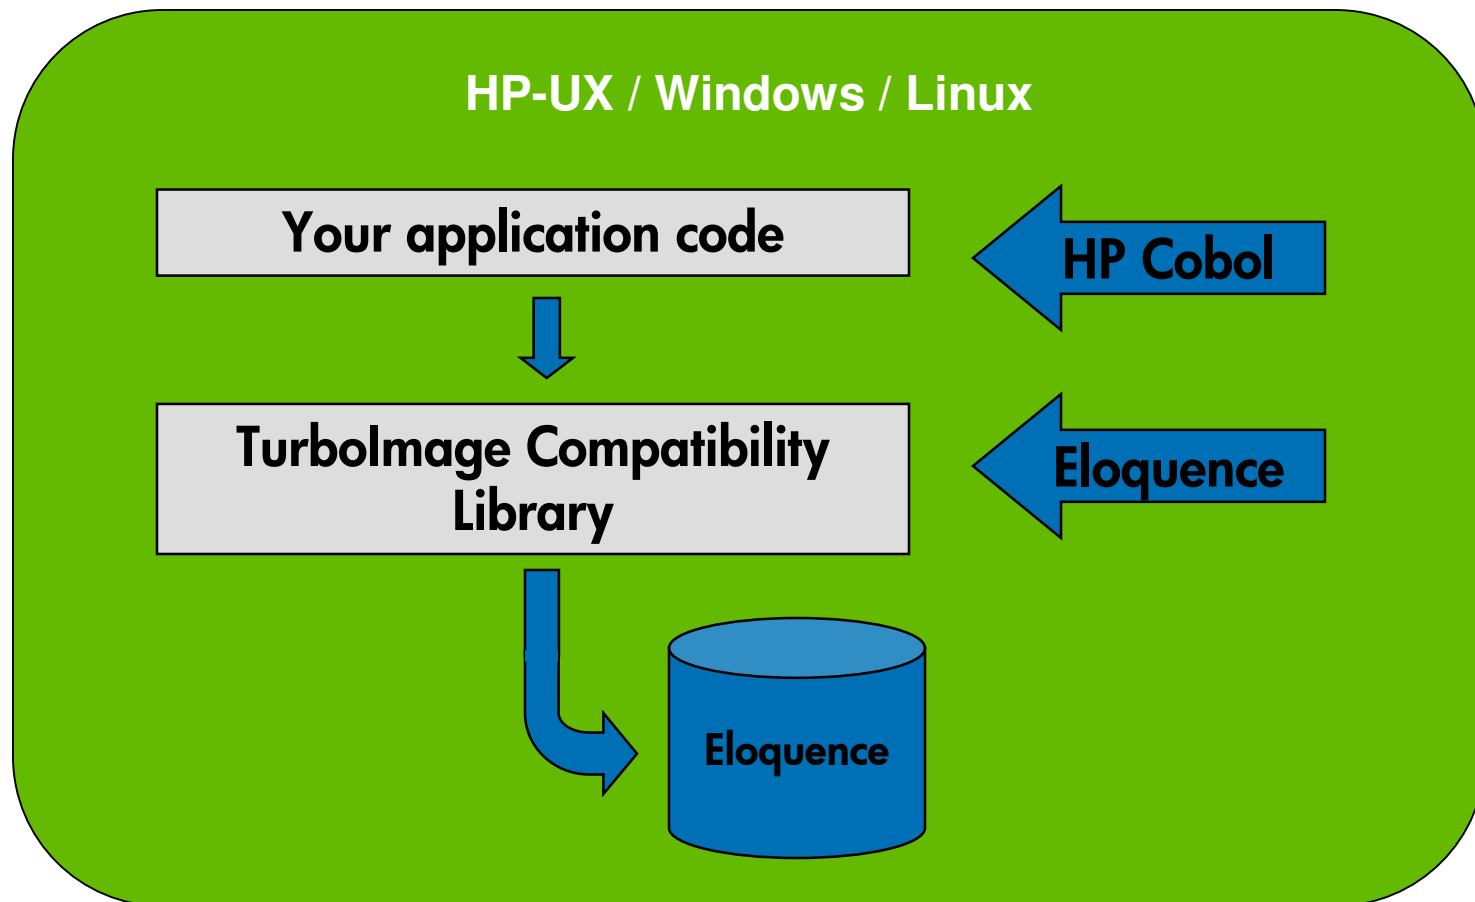 HP-UX / Windows / Linux
Your application code
HP Cobol
TurboImage Compatibility
Library
Eloquence
Eloquence